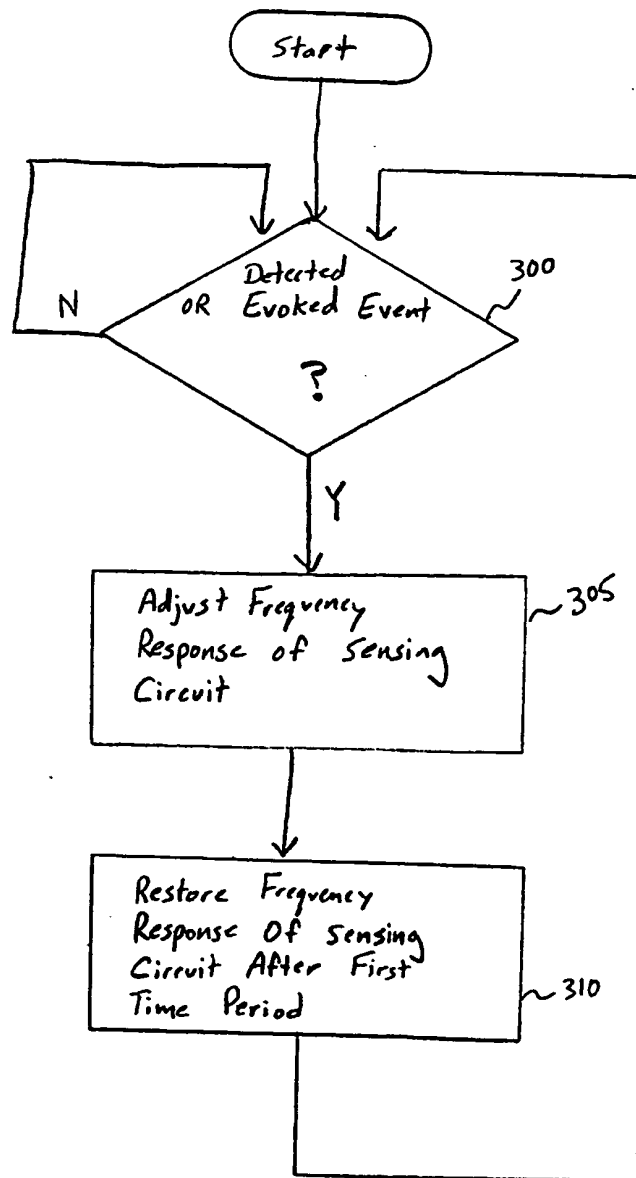 Start
Detected
OR Evoked Event
?
300
N
Y
Adjust Frequency
Response of Sensing
Circuit
305
Restore Frequency
Response Of Sensing
Circuit After First
Time Period
310